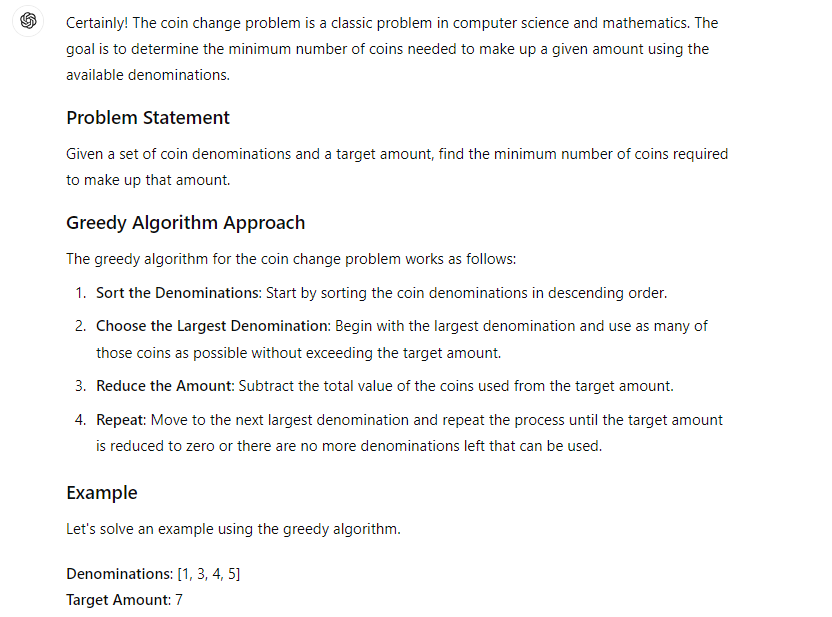 Certainly! The coin change problem is a classic problem in computer science and mathematics. The
goal is to determine the minimum number of coins needed to make up a given amount using the
available denominations.
Problem Statement
Given a set of coin denominations and a target amount, find the minimum number of coins required
to make up that amount.
Greedy Algorithm Approach
The greedy algorithm for the coin change problem works as follows:
1. Sort the Denominations: Start by sorting the coin denominations in descending order.
2. Choose the Largest Denomination: Begin with the largest denomination and use as many of
those coins as possible without exceeding the target amount.
3. Reduce the Amount: Subtract the total value of the coins used from the target amount.
4. Repeat: Move to the next largest denomination and repeat the process until the target amount
is reduced to zero or there are no more denominations left that can be used.
Example
Let's solve an example using the greedy algorithm.
Denominations: [1, 3, 4, 5]
Target Amount: 7